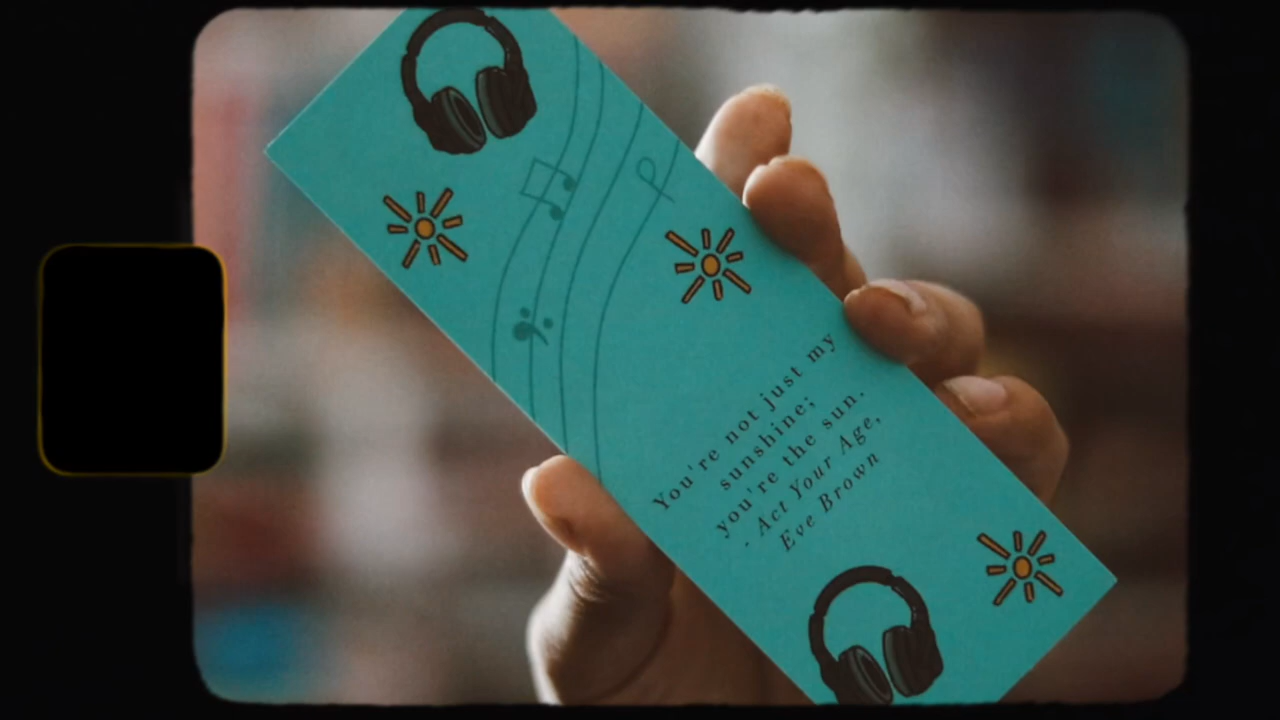 You're not just my
sunshine;
you're the sun.
- Act Your Age,
Eve Brown